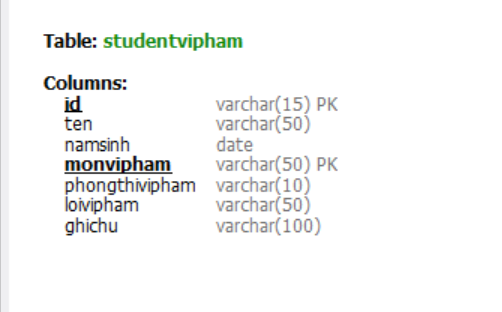 Table: studentvipham
Columns:
id varchar(15) PK
ten varchar(50)
namsinh date
monvipham varchar(50) PK
phongthivipham varchar(10)
loivipham varchar(50)
ghichu varchar(100)